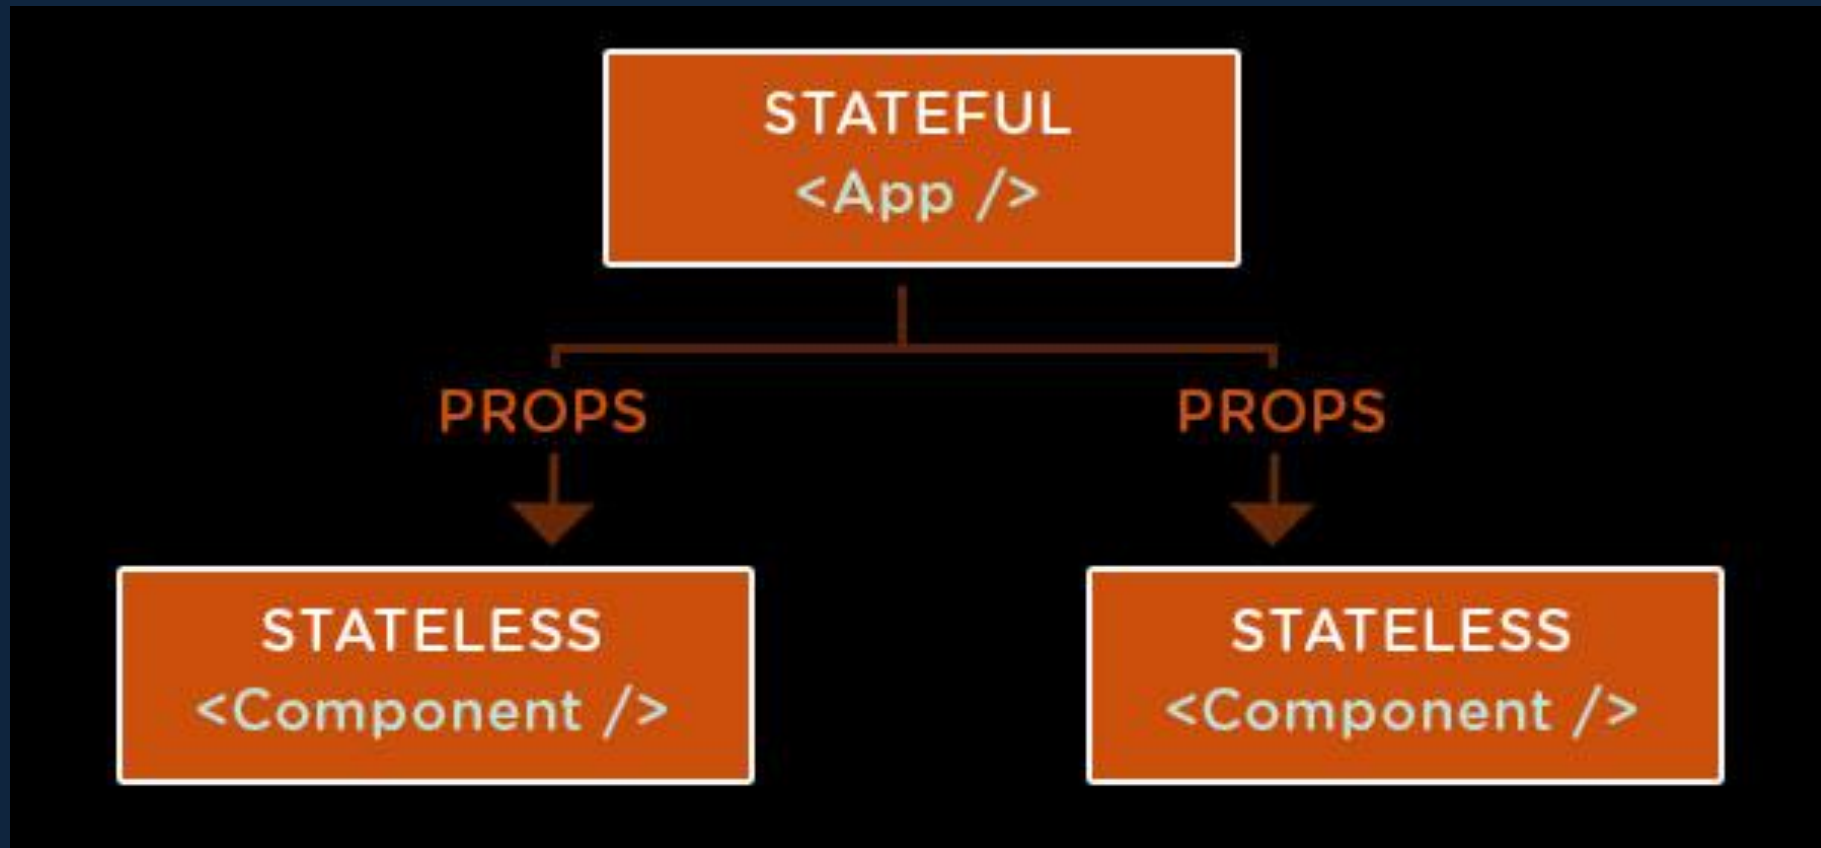 STATEFUL
<App />
PROPS
PROPS
STATELESS
<Component />
STATELESS
<Component />